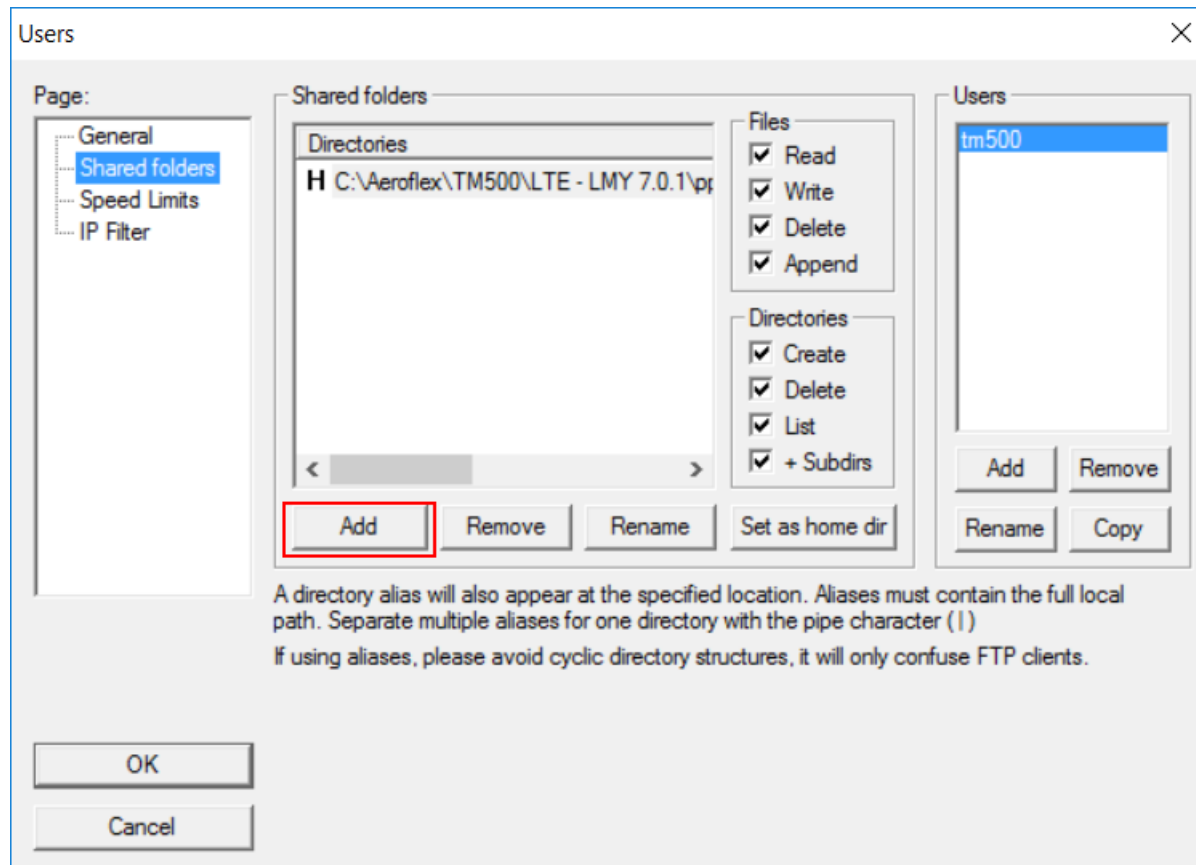 Users
Page:
General
Shared folders
Speed Limits
IP Filter
Shared folders
Directories
H C:\Aeroflex\TM500\LTE - LMY 7.0.1\pp
Files
Read
Write
Delete
Append
Directories
Create
Delete
List
+ Subdirs
Add
Remove
Rename
Set as home dir
Users
tm500
Add
Remove
Rename
Copy
A directory alias will also appear at the specified location. Aliases must contain the full local
path. Separate multiple aliases for one directory with the pipe character ( | )
If using aliases, please avoid cyclic directory structures, it will only confuse FTP clients.
OK
Cancel